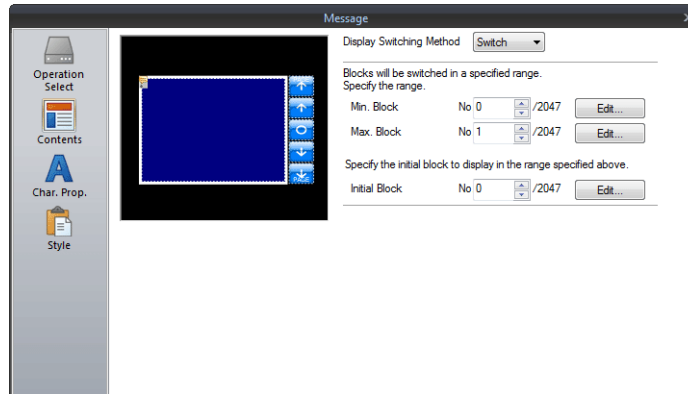 Message
Operation
Select
Contents
Char. Prop.
Style
PAGE
Display Switching Method Switch
Blocks will be switched in a specified range.
Specify the range.
Min. Block No 0 /2047 Edit...
Max. Block No 1 /2047 Edit...
Specify the initial block to display in the range specified above.
Initial Block No 0 /2047 Edit...